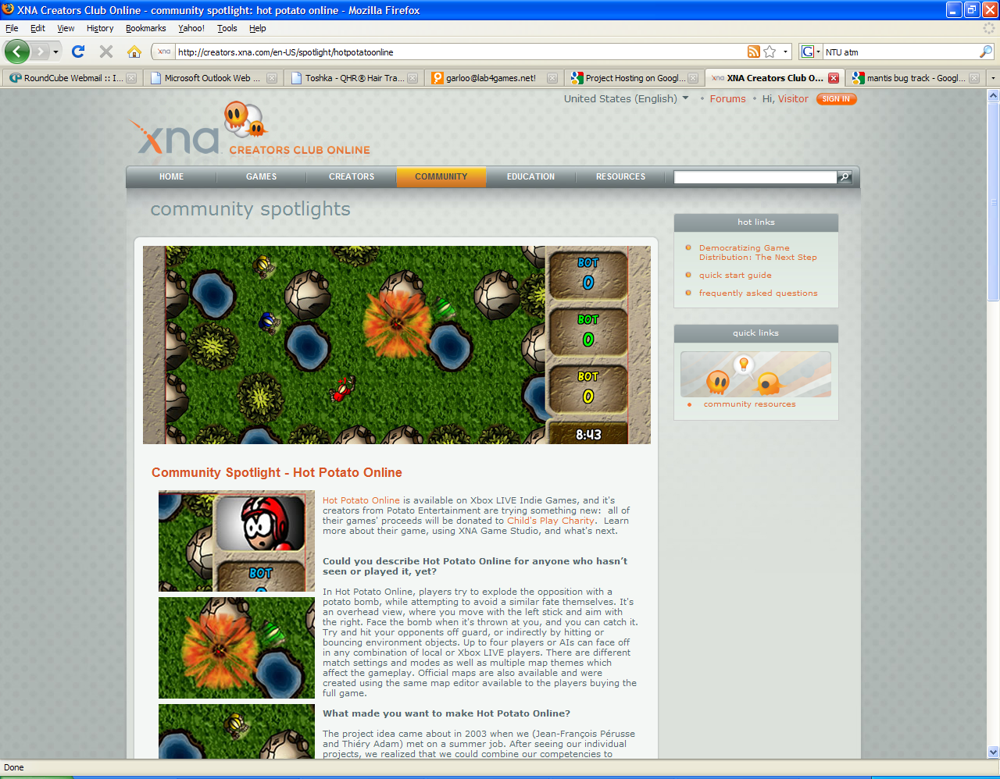 XNA Creators Club Online - community spotlight: hot potato online - Mozilla Firefox
File Edit View History Bookmarks Yahoo! Tools Help
xna http://creators.xna.com/en-US/spotlight/hotpotatoonline
G NTU atm
RoundCube Webmail :: I...
Microsoft Outlook Web ...
Toshka - QHR® Hair Tra...
garloo@lab4games.net!
Project Hosting on Googl...
xna XNA Creators Club O...
mantis bug track - Googl...
United States (English) • Forums • Hi, Visitor SIGN IN
xna CREATORS CLUB ONLINE
HOME GAMES CREATORS COMMUNITY EDUCATION RESOURCES
community spotlights
BOT
0
BOT
0
BOT
0
8:43
Community Spotlight - Hot Potato Online
BOT
Hot Potato Online is available on Xbox LIVE Indie Games, and it's
creators from Potato Entertainment are trying something new: all of
their games' proceeds will be donated to Child's Play Charity. Learn
more about their game, using XNA Game Studio, and what's next.
Could you describe Hot Potato Online for anyone who hasn’t
seen or played it, yet?
In Hot Potato Online, players try to explode the opposition with a
potato bomb, while attempting to avoid a similar fate themselves. It's
an overhead view, where you move with the left stick and aim with
the right. Face the bomb when it's thrown at you, and you can catch it.
Try and hit your opponents off guard, or indirectly by hitting or
bouncing environment objects. Up to four players or AIs can face off
in any combination of local or Xbox LIVE players. There are different
match settings and modes as well as multiple map themes which
affect the gameplay. Official maps are also available and were
created using the same map editor available to the players buying the
full game.
What made you want to make Hot Potato Online?
The project idea came about in 2003 when we (Jean-François Pérusse
and Thiéry Adam) met on a summer job. After seeing our individual
projects, we realized that we could combine our competencies to
hot links
Democratizing Game
Distribution: The Next Step
quick start guide
frequently asked questions
quick links
community resources
Done